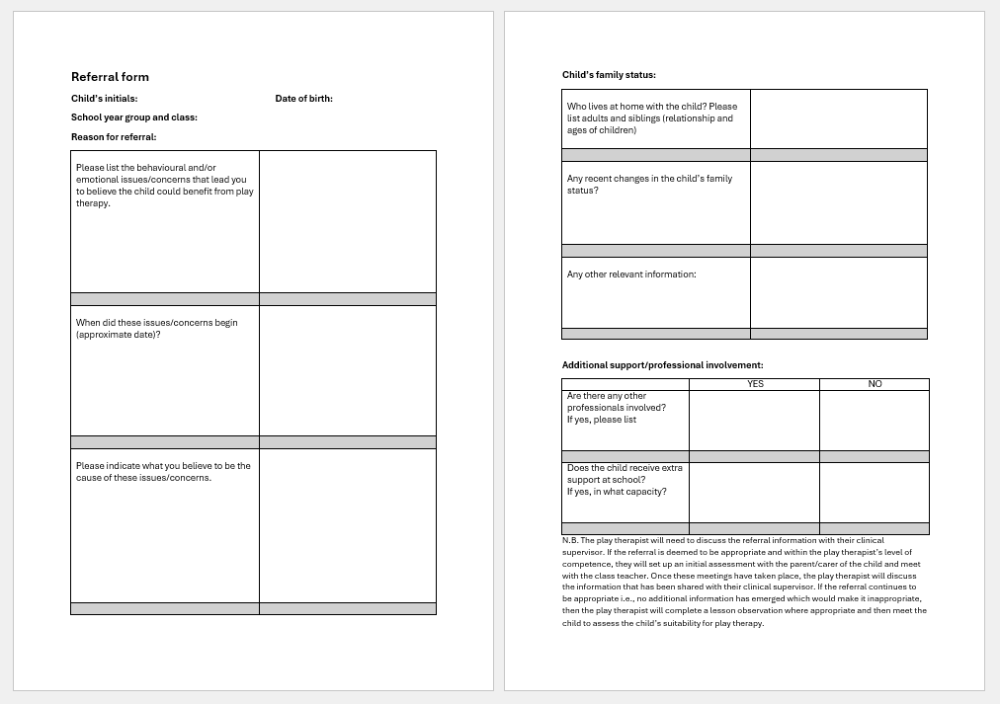 Referral form
Child's initials: Date of birth:
School year group and class:
Reason for referral:
Please list the behavioural and/or
emotional issues/concerns that lead you
to believe the child could benefit from play
therapy.
When did these issues/concerns begin
(approximate date)?
Please indicate what you believe to be the
cause of these issues/concerns.
Child's family status:
Who lives at home with the child? Please
list adults and siblings (relationship and
ages of children)
Any recent changes in the child's family
status?
Any other relevant information:
Additional support/professional involvement:
YES NO
Are there any other
professionals involved?
If yes, please list
Does the child receive extra
support at school?
If yes, in what capacity?
N.B. The play therapist will need to discuss the referral information with their clinical
supervisor. If the referral is deemed to be appropriate and within the play therapist's level of
competence, they will set up an initial assessment with the parent/carer of the child and meet
with the class teacher. Once these meetings have taken place, the play therapist will discuss
the information that has been shared with their clinical supervisor. If the referral continues to
be appropriate i.e., no additional information has emerged which would make it inappropriate,
then the play therapist will complete a lesson observation where appropriate and then meet the
child to assess the child's suitability for play therapy.